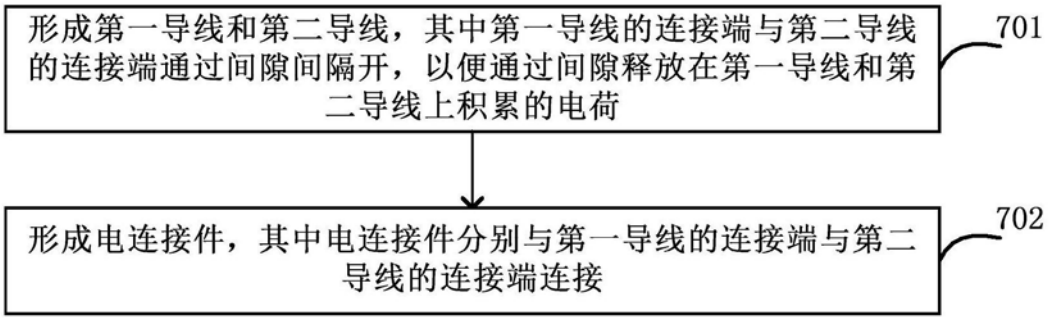 形成第一导线和第二导线，其中第一导线的连接端与第二导线
的连接端通过间隙间隔开，以便通过间隙释放在第一导线和第
二导线上积累的电荷
701
形成电连接件，其中电连接件分别与第一导线的连接端与第二
导线的连接端连接
702